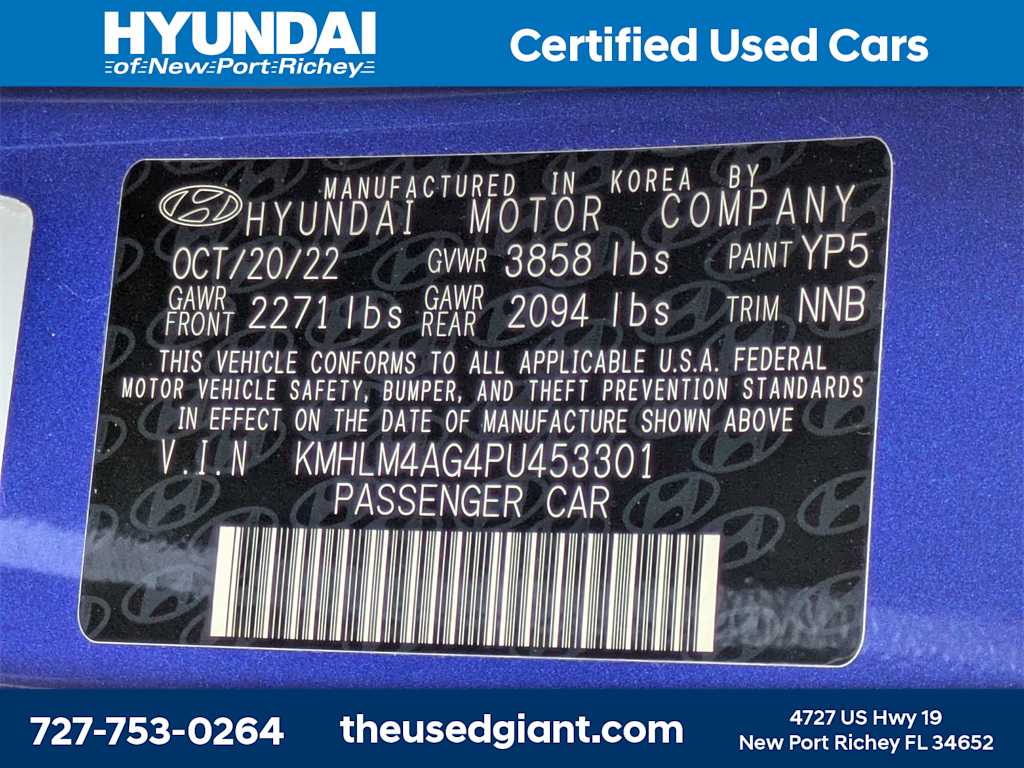 HYUNDAI
of New Port Richey
Certified Used Cars
MANUFACTURED IN KOREA BY
HYUNDAI MOTOR COMPANY
OCT/20/22 GVWR 3858 lbs PAINT YP5
GAWR FRONT 2271 lbs GAWR REAR 2094 lbs TRIM NNB
THIS VEHICLE CONFORMS TO ALL APPLICABLE U.S.A. FEDERAL
MOTOR VEHICLE SAFETY, BUMPER, AND THEFT PREVENTION STANDARDS
IN EFFECT ON THE DATE OF MANUFACTURE SHOWN ABOVE
V.I.N KMHLM4AG4PU453301
PASSENGER CAR
727-753-0264
theusedgiant.com
4727 US Hwy 19
New Port Richey FL 34652